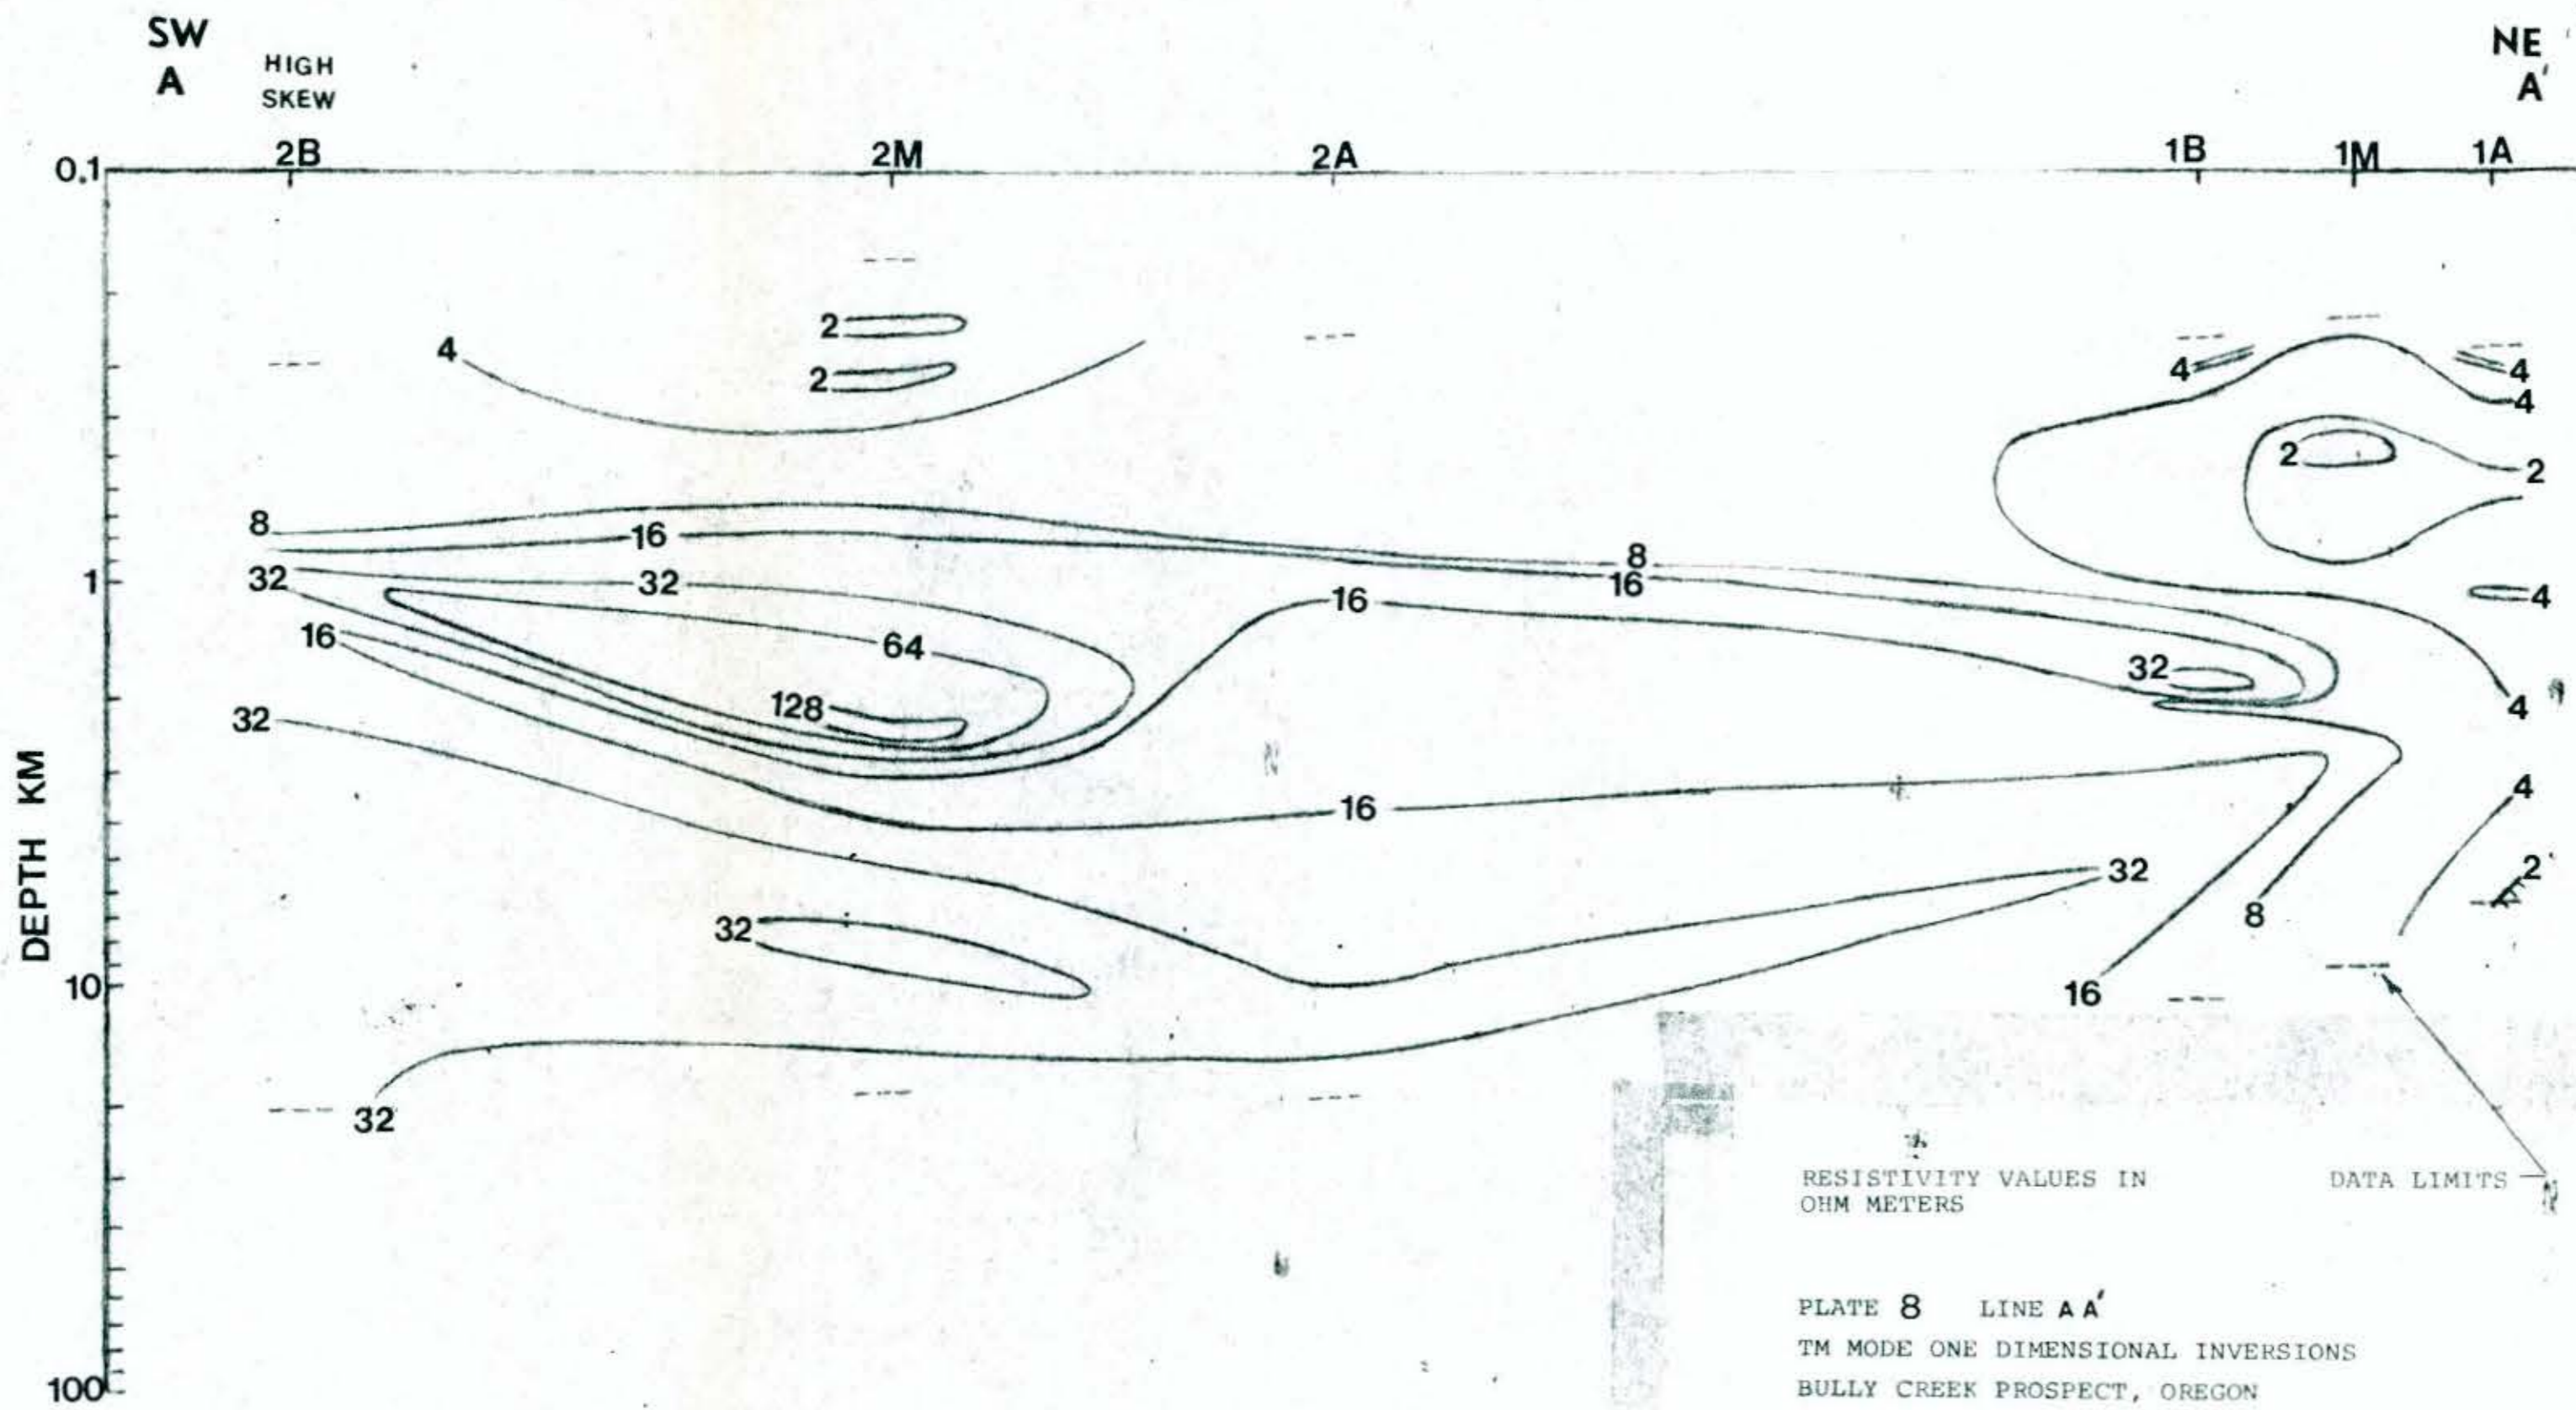 SW
NE
A
A'
HIGH
SKEW
2B
2M
2A
1B
1M
1A
0.1
2
4
2
4
4
4
2
2
8
16
8
32
32
16
16
4
16
64
32
128
4
32
16
4
2
32
32
8
10
16
32
DEPTH KM
RESISTIVITY VALUES IN
OHM METERS
DATA LIMITS
1
100
PLATE 8 LINE A A'
TM MODE ONE DIMENSIONAL INVERSIONS
BULLY CREEK PROSPECT, OREGON